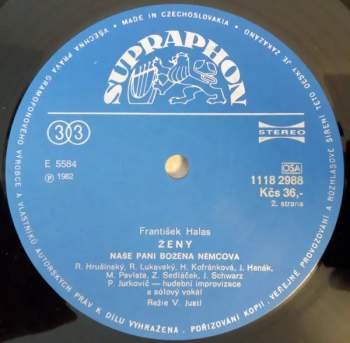 MADE IN CZECHOSLOVAKIA • VŠECHNA PRÁVA GRAMOFONOVÉHO VÝROBCE A VLASTNÍKŮ AUTORSKÝCH PRÁV K DÍLU VYHRAŽENA. POŘIZOVÁNÍ KOPIÍ, VEŘEJNÉ PROVOZOVÁNÍ A ROZHLASOVÉ ŠÍŘENÍ TÉTO DESKY JE ZAKÁZÁNO
SUPRAPHON
33
STEREO
E 5584
℗ 1982
OSA
1118 2988
Kčs 36,-
2. strana
František Halas
ŽENY
NAŠE PANÍ BOŽENA NĚMCOVÁ
R. Hrušínský, R. Lukavský, H. Kofránková, J. Hanák,
M. Pavlata, Z. Sedláček, J. Schwarz
P. Jurkovič — hudební improvizace
a sólový vokál
Režie V. Justl